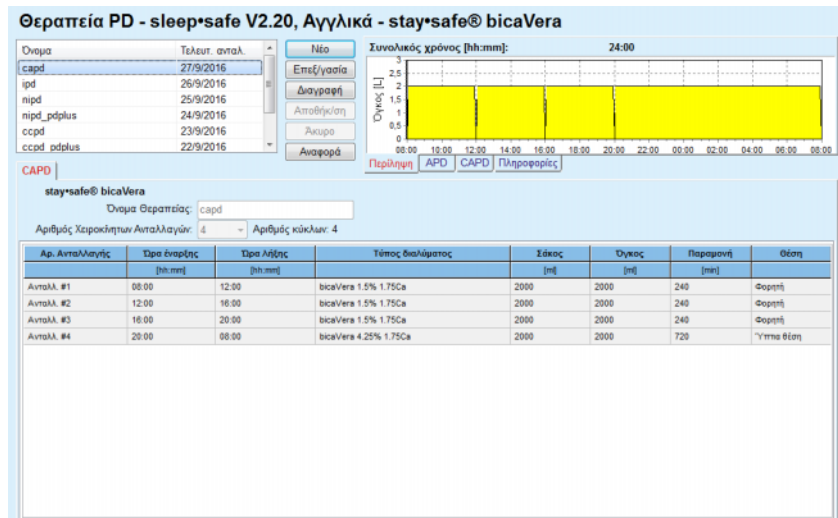 Θεραπεία PD - sleep•safe V2.20, Αγγλικά - stay•safe® bicaVera
Όνομα Τελευτ. ανταλ.
capd 27/9/2016
ipd 26/9/2016
nipd 25/9/2016
nipd_pdplus 24/9/2016
ccpd 23/9/2016
ccpd_pdplus 22/9/2016
Νέο
Επεξ/γασία
Διαγραφή
Αποθήκ/ση
Άκυρο
Αναφορά
Συνολικός χρόνος [hh:mm]: 24:00
Όγκος [L]
3
2,5
2
1,5
1
0,5
0
08:00 10:00 12:00 14:00 16:00 18:00 20:00 22:00 00:00 02:00 04:00 06:00 08:00
Περίληψη APD CAPD Πληροφορίες
CAPD
stay•safe® bicaVera
Όνομα Θεραπείας: capd
Αριθμός Χειροκίνητων Ανταλλαγών: 4 Αριθμός κύκλων: 4
Αρ. Ανταλλαγής Ώρα έναρξης Ώρα Λήξης Τύπος διαλύματος Σάκος Όγκος Παραμονή Θέση
[hh:mm] [hh:mm] [ml] [ml] [min]
Ανταλλ. #1 08:00 12:00 bicaVera 1.5% 1.75Ca 2000 2000 240 Φορητή
Ανταλλ. #2 12:00 16:00 bicaVera 1.5% 1.75Ca 2000 2000 240 Φορητή
Ανταλλ. #3 16:00 20:00 bicaVera 1.5% 1.75Ca 2000 2000 240 Φορητή
Ανταλλ. #4 20:00 08:00 bicaVera 4.25% 1.75Ca 2000 2000 720 Ύπτια θέση